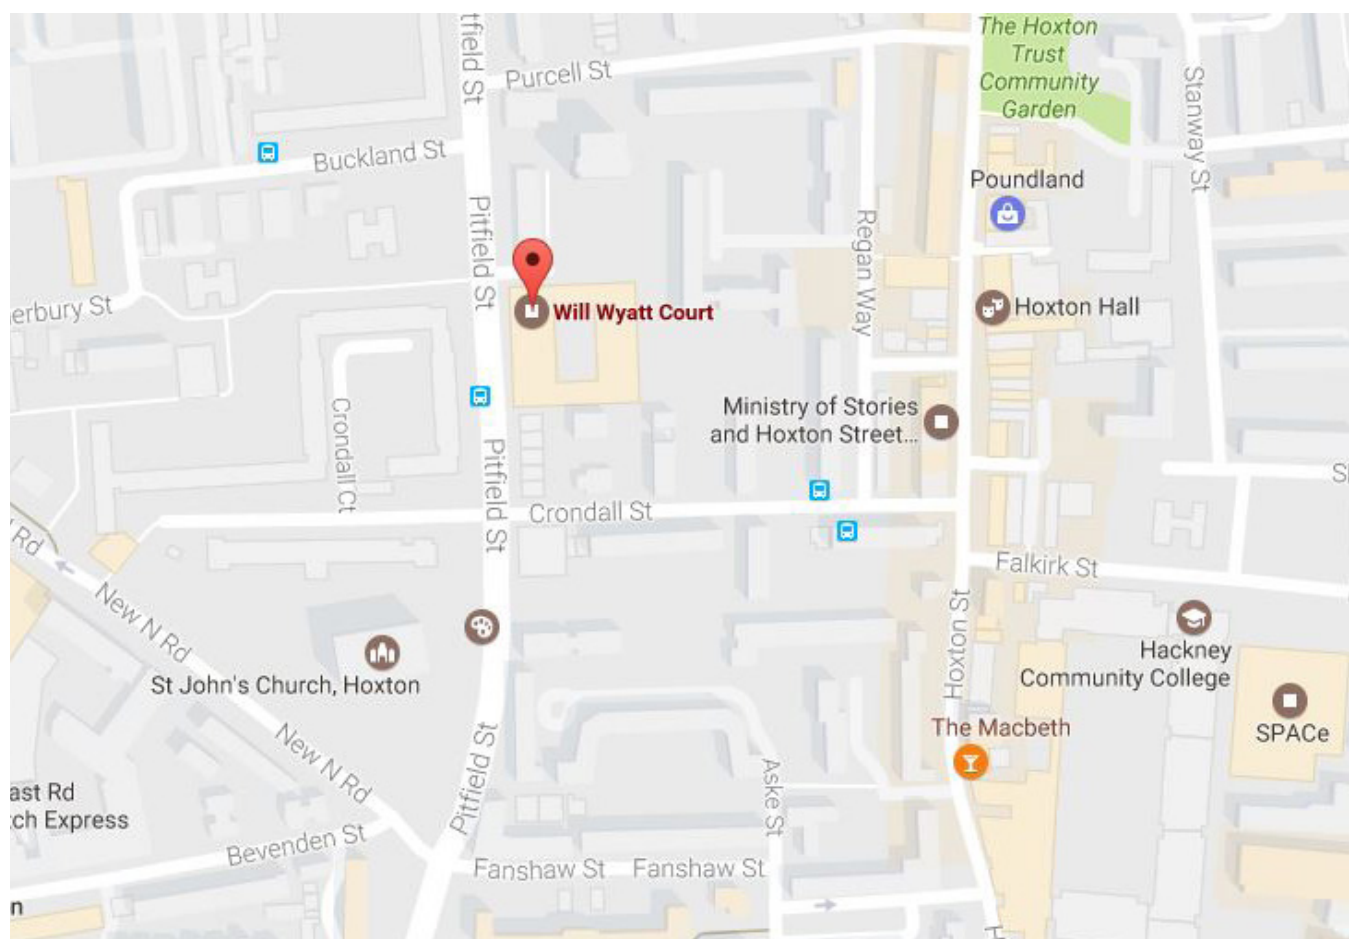 The Hoxton
Trust
Community
Garden
tfield St
Purcell St
Stanway St
Buckland St
Poundland
Pitfield St
Regan Way
erbury St
Will Wyatt Court
Hoxton Hall
Crondall Ct
Ministry of Stories
and Hoxton Street...
Pitfield St
Crondall St
Rd
Falkirk St
New N Rd
Hoxton St
Hackney
Community College
St John's Church, Hoxton
The Macbeth
SPACe
New N Rd
Pitfield St
Aske St
ast Rd
ch Express
Bevenden St
Fanshaw St
Fanshaw St
n